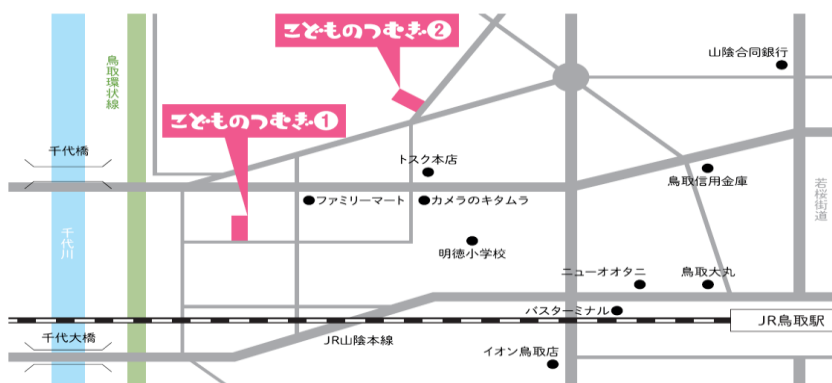 こどものつむぎ②
山陰合同銀行
鳥取環状線
こどものつむぎ①
千代橋
トスク本店
鳥取信用金庫
若桜街道
ファミリーマート
カメラのキタムラ
千代川
明徳小学校
ニューオオタニ
鳥取大丸
バスターミナル
JR鳥取駅
千代大橋
JR山陰本線
イオン鳥取店